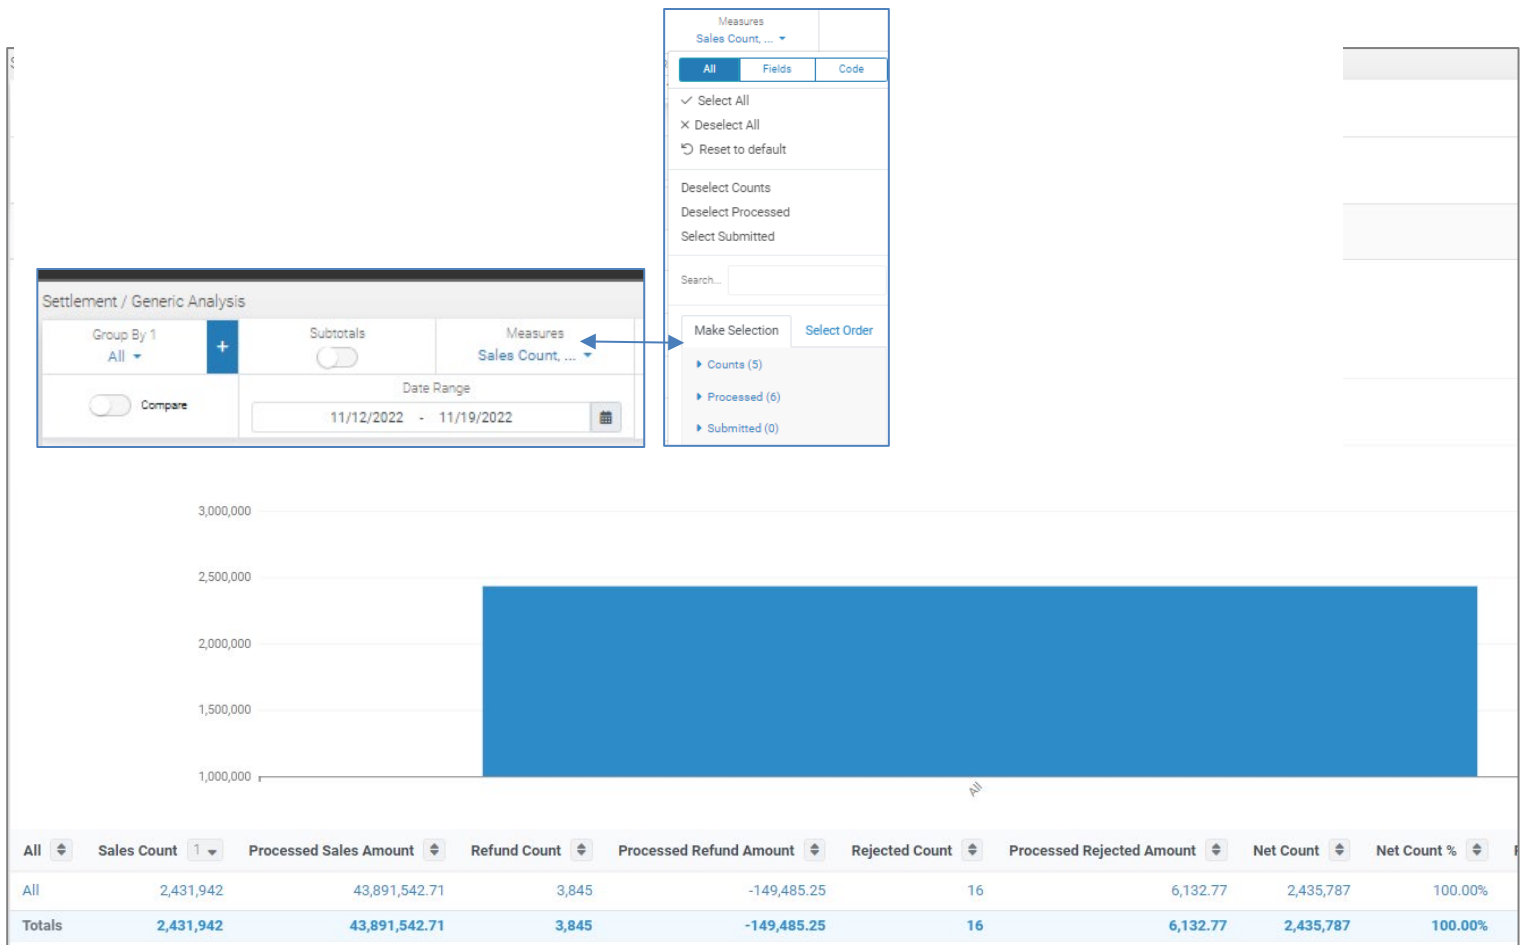 Measures
Sales Count, ...
All Fields Code
Select All
Deselect All
Reset to default
Deselect Counts
Deselect Processed
Select Submitted
Search...
Make Selection Select Order
Counts (5)
Processed (6)
Submitted (0)
Settlement / Generic Analysis
Group By 1 + Subtotals Measures
All Sales Count, ...
Compare Date Range
11/12/2022 - 11/19/2022
3,000,000
2,500,000
2,000,000
1,500,000
1,000,000
All
All Sales Count 1 Processed Sales Amount Refund Count Processed Refund Amount Rejected Count Processed Rejected Amount Net Count Net Count %
All 2,431,942 43,891,542.71 3,845 -149,485.25 16 6,132.77 2,435,787 100.00%
Totals 2,431,942 43,891,542.71 3,845 -149,485.25 16 6,132.77 2,435,787 100.00%